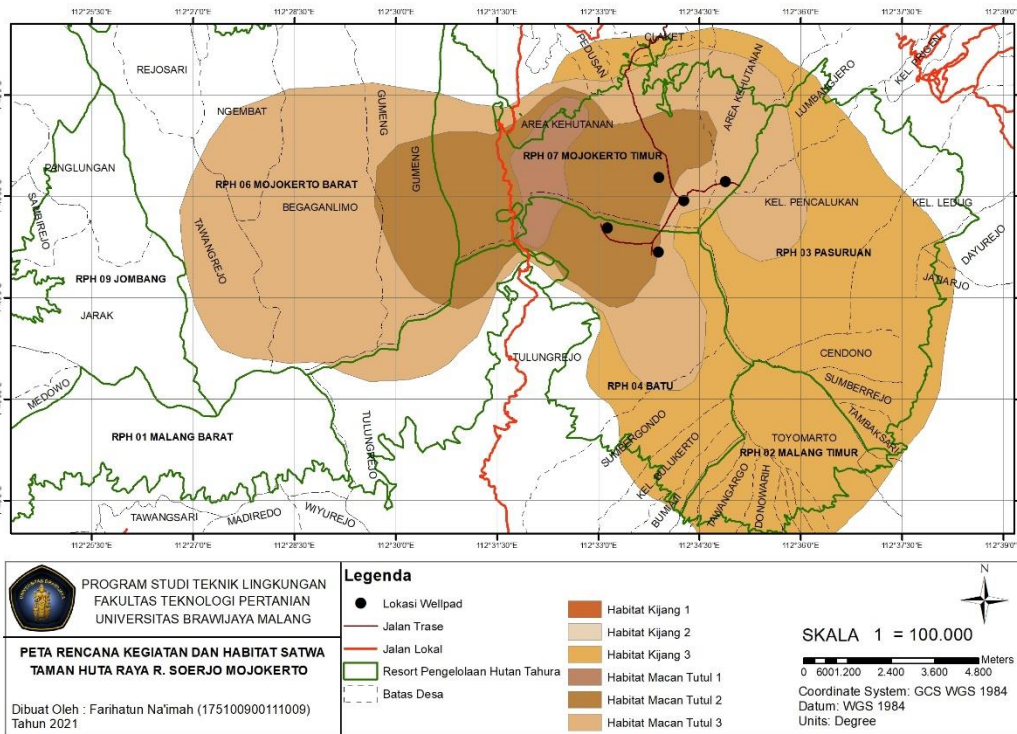 112°25'30"E 112°27'0"E 112°28'30"E 112°30'0"E 112°31'30"E 112°33'0"E 112°34'30"E 112°36'0"E 112°37'30"E 112°39'0"E
CLAKET
PEDUSAN
KEL. PRIGEN
REJOSARI
LUMBANGREJO
NGEMBAT
GUMENG
AREA KEHUTANAN
AREA KEHUTANAN
PANGLUNGAN
RPH 07 MOJOKERTO TIMUR
GUMENG
RPH 06 MOJOKERTO BARAT
SAMBIREJO
BEGAGANLIMO
KEL. PENCALUKAN
KEL. LEDUG
TAWANGREJO
DAYUREJO
RPH 03 PASURUAN
RPH 09 JOMBANG
JATIARJO
JARAK
CENDONO
TULUNGREJO
SUMBERREJO
MEDOWO
RPH 04 BATU
TAMBAKSARI
RPH 01 MALANG BARAT
TULUNGREJO
SUMBERGONDO
TOYOMARTO
KEL. BULUKERTO
RPH 02 MALANG TIMUR
BUMIAJI
TAWANGARGO
DONOWARIH
TAWANGSARI
MADIREDO
WIYUREJO
112°25'30"E 112°27'0"E 112°28'30"E 112°30'0"E 112°31'30"E 112°33'0"E 112°34'30"E 112°36'0"E 112°37'30"E 112°39'0"E
PROGRAM STUDI TEKNIK LINGKUNGAN
FAKULTAS TEKNOLOGI PERTANIAN
UNIVERSITAS BRAWIJAYA MALANG
PETA RENCANA KEGIATAN DAN HABITAT SATWA
TAMAN HUTA RAYA R. SOERJO MOJOKERTO
Dibuat Oleh : Farihatun Na'imah (175100900111009)
Tahun 2021
Legenda
Lokasi Wellpad
Jalan Trase
Jalan Lokal
Resort Pengelolaan Hutan Tahura
Batas Desa
Habitat Kijang 1
Habitat Kijang 2
Habitat Kijang 3
Habitat Macan Tutul 1
Habitat Macan Tutul 2
Habitat Macan Tutul 3
N
SKALA 1 = 100.000
Meters
0 600 1.200 2.400 3.600 4.800
Coordinate System: GCS WGS 1984
Datum: WGS 1984
Units: Degree